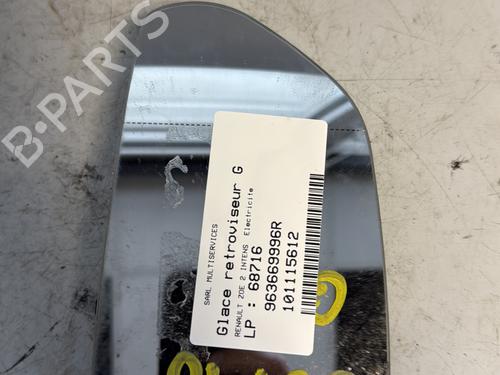 SARL MULTISERVICES
Glace retroviseur G
RENAULT ZOE 2 INTENS Electricite
LP : 68716
963669996R
101115612
B-PARTS